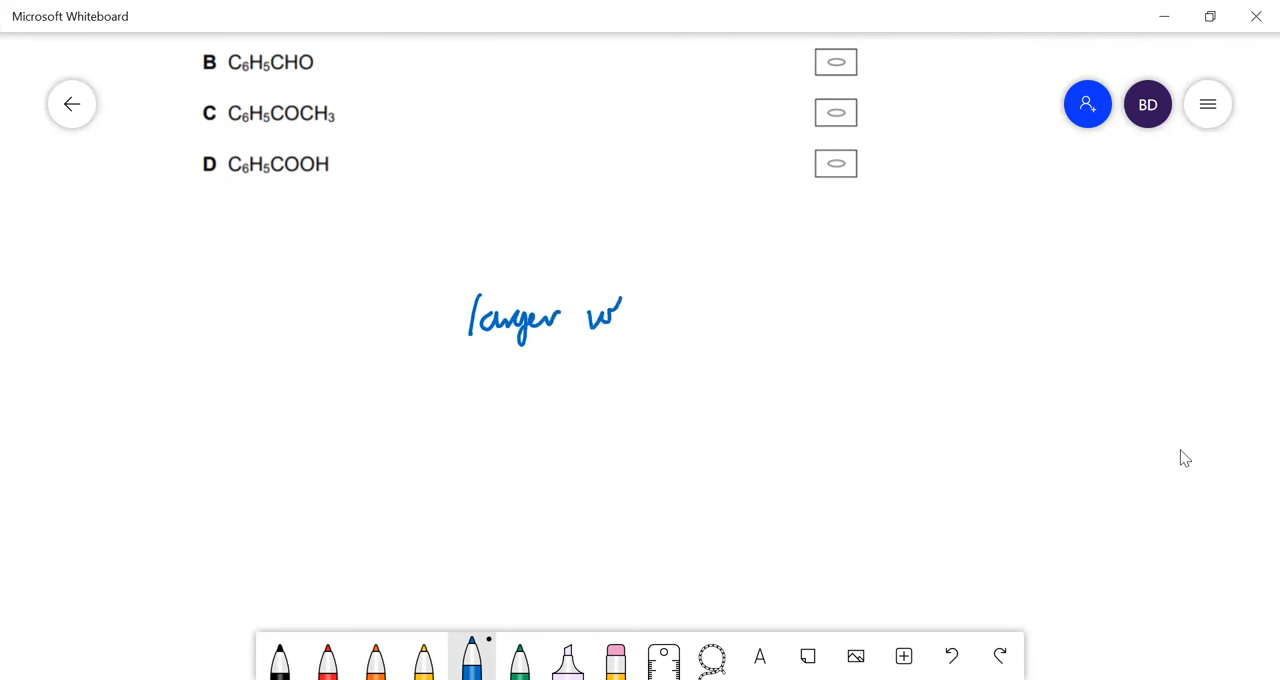 Microsoft Whiteboard
B C₆H₅CHO
C C₆H₅COCH₃
BD
D C₆H₅COOH
larger w
A